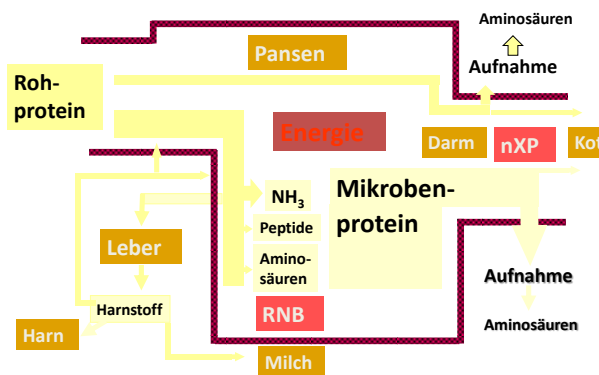 Aminosäuren
Aufnahme
Pansen
Roh-
protein
Energie
Darm
nXP
Kot
Mikroben-
protein
NH₃
Peptide
Amino-
säuren
Leber
Harnstoff
RNB
Harn
Milch
Aufnahme
Aminosäuren